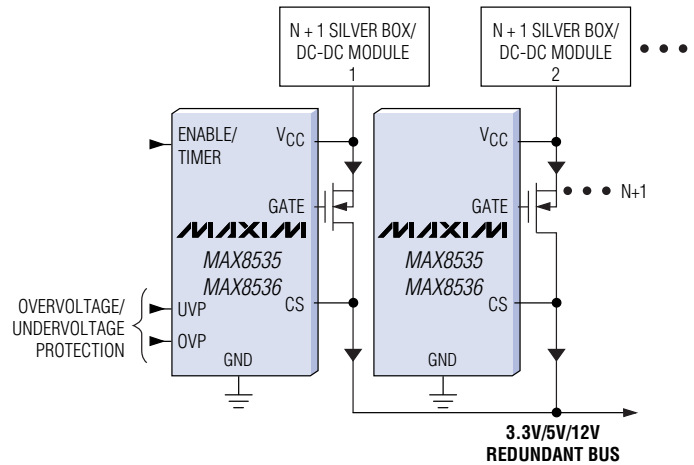 N + 1 SILVER BOX/
DC-DC MODULE
1
N + 1 SILVER BOX/
DC-DC MODULE
2
ENABLE/
TIMER
VCC
GATE
MAXIM
MAX8535
MAX8536
CS
UVP
OVP
GND
OVERVOLTAGE/
UNDERVOLTAGE
PROTECTION
VCC
GATE
MAXIM
MAX8535
MAX8536
CS
GND
N+1
3.3V/5V/12V
REDUNDANT BUS